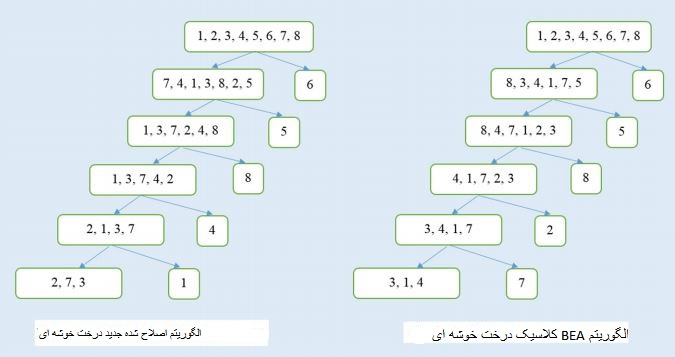 1, 2, 3, 4, 5, 6, 7, 8
7, 4, 1, 3, 8, 2, 5
6
1, 3, 7, 2, 4, 8
5
1, 3, 7, 4, 2
8
2, 1, 3, 7
4
2, 7, 3
1
الگوریتم اصلاح شده جدید درخت خوشه ای
1, 2, 3, 4, 5, 6, 7, 8
8, 3, 4, 1, 7, 5
6
8, 4, 7, 1, 2, 3
5
4, 1, 7, 2, 3
8
3, 4, 1, 7
2
3, 1, 4
7
الگوریتم BEA کلاسیک درخت خوشه ای